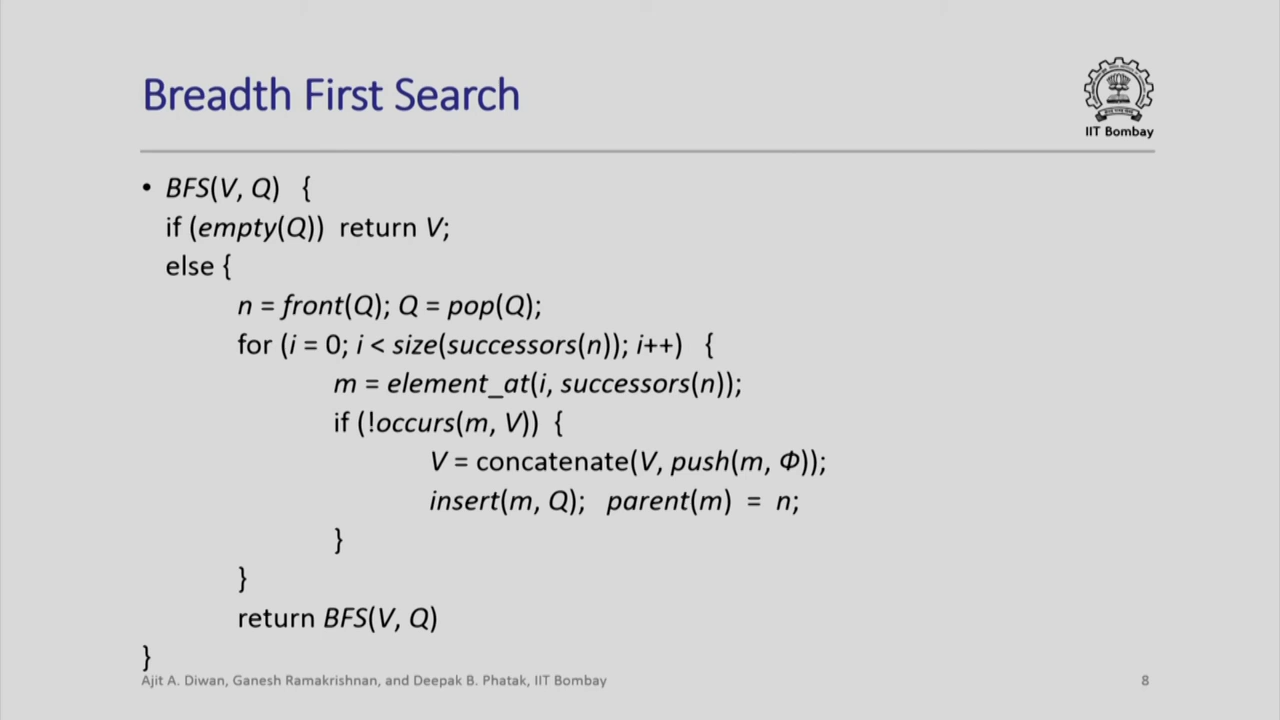 Breadth First Search
IIT Bombay
• BFS(V, Q) {
if (empty(Q)) return V;
else {
n = front(Q); Q = pop(Q);
for (i = 0; i < size(successors(n)); i++) {
m = element_at(i, successors(n));
if (!occurs(m, V)) {
V = concatenate(V, push(m, Φ));
insert(m, Q); parent(m) = n;
}
}
return BFS(V, Q)
}
Ajit A. Diwan, Ganesh Ramakrishnan, and Deepak B. Phatak, IIT Bombay
8